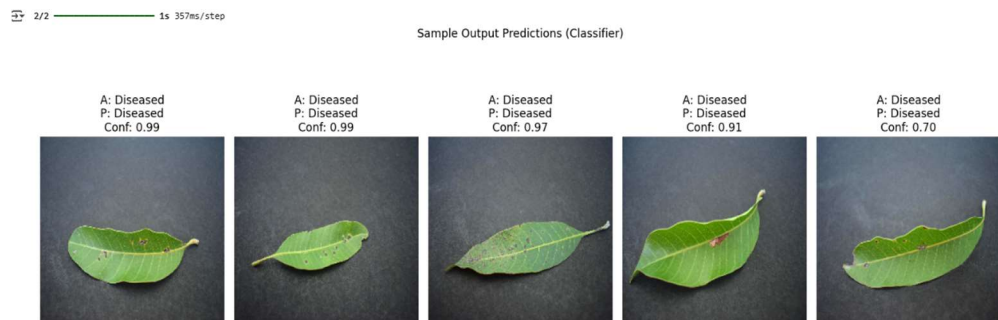 2/2 1s 357ms/step
Sample Output Predictions (Classifier)
A: Diseased
P: Diseased
Conf: 0.99
A: Diseased
P: Diseased
Conf: 0.99
A: Diseased
P: Diseased
Conf: 0.97
A: Diseased
P: Diseased
Conf: 0.91
A: Diseased
P: Diseased
Conf: 0.70